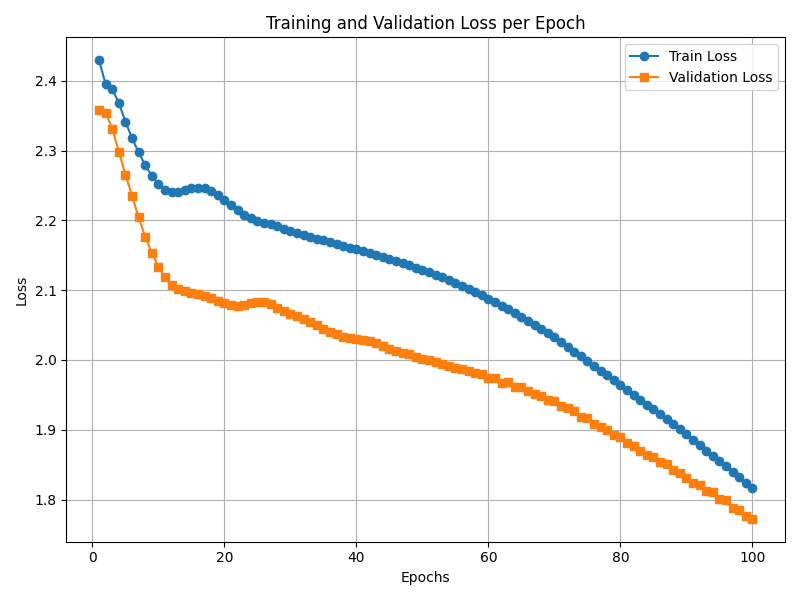 Training and Validation Loss per Epoch
Train Loss
Validation Loss
2.4
2.3
2.2
2.1
2.0
1.9
1.8
Loss
0 20 40 60 80 100
Epochs